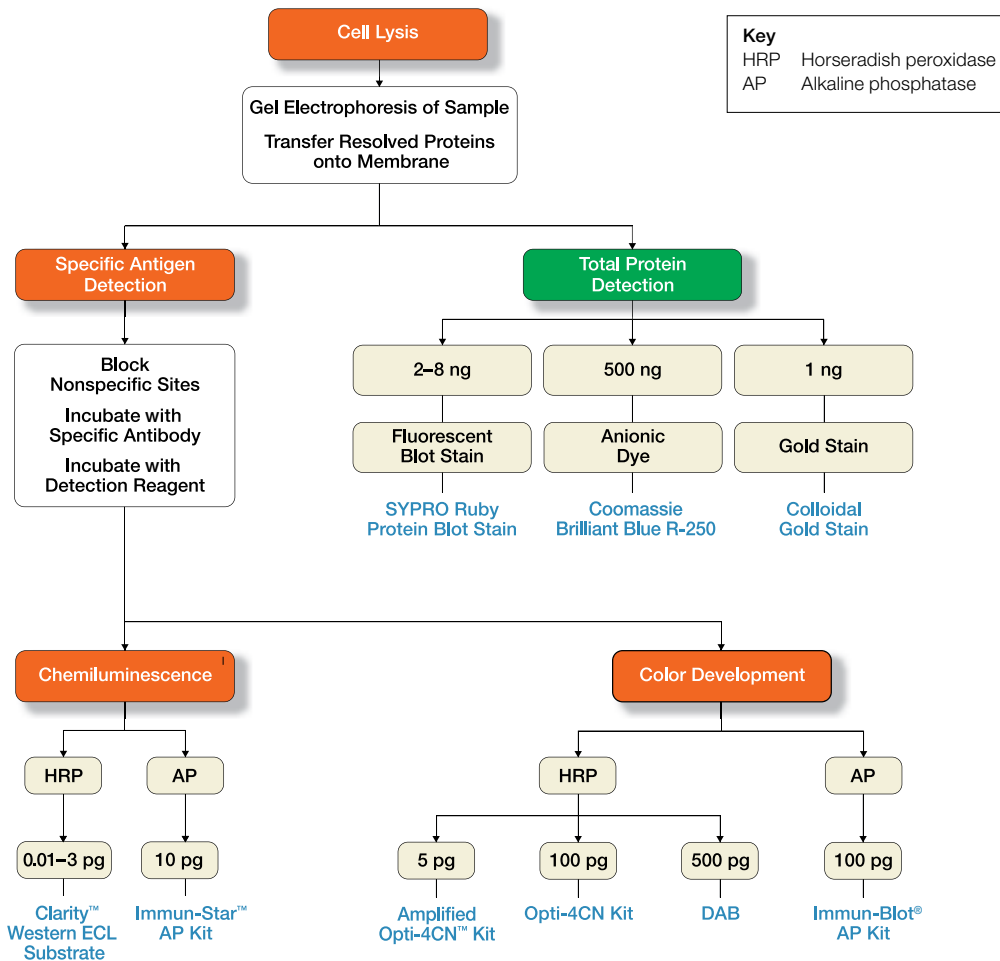 Cell Lysis
Key
HRP Horseradish peroxidase
AP Alkaline phosphatase
Gel Electrophoresis of Sample
Transfer Resolved Proteins
onto Membrane
Specific Antigen
Detection
Total Protein
Detection
Block
Nonspecific Sites
Incubate with
Specific Antibody
Incubate with
Detection Reagent
2–8 ng
500 ng
1 ng
Fluorescent
Blot Stain
Anionic
Dye
Gold Stain
SYPRO Ruby
Protein Blot Stain
Coomassie
Brilliant Blue R-250
Colloidal
Gold Stain
Chemiluminescence
Color Development
HRP
AP
HRP
AP
0.01–3 pg
10 pg
5 pg
100 pg
500 pg
100 pg
Clarity™
Western ECL
Substrate
Immun-Star™
AP Kit
Amplified
Opti-4CN™ Kit
Opti-4CN Kit
DAB
Immun-Blot®
AP Kit